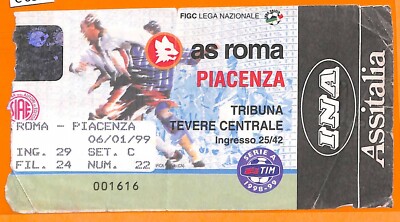 FIGC LEGA NAZIONALE
as roma
PIACENZA
TRIBUNA
TEVERE CENTRALE
Ingresso 25/42
SIAE
ROMA - PIACENZA
06/01/99
ING. 29 SET. C
FIL. 24 NUM. 22
001616
SERIE A
TIM
1998-99
INA
Assitalia